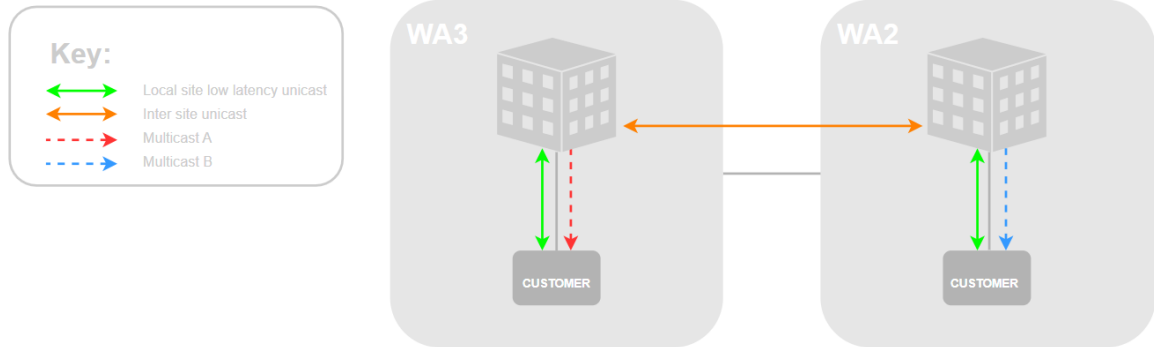 Key:
Local site low latency unicast
Inter site unicast
Multicast A
Multicast B
WA3
WA2
CUSTOMER
CUSTOMER